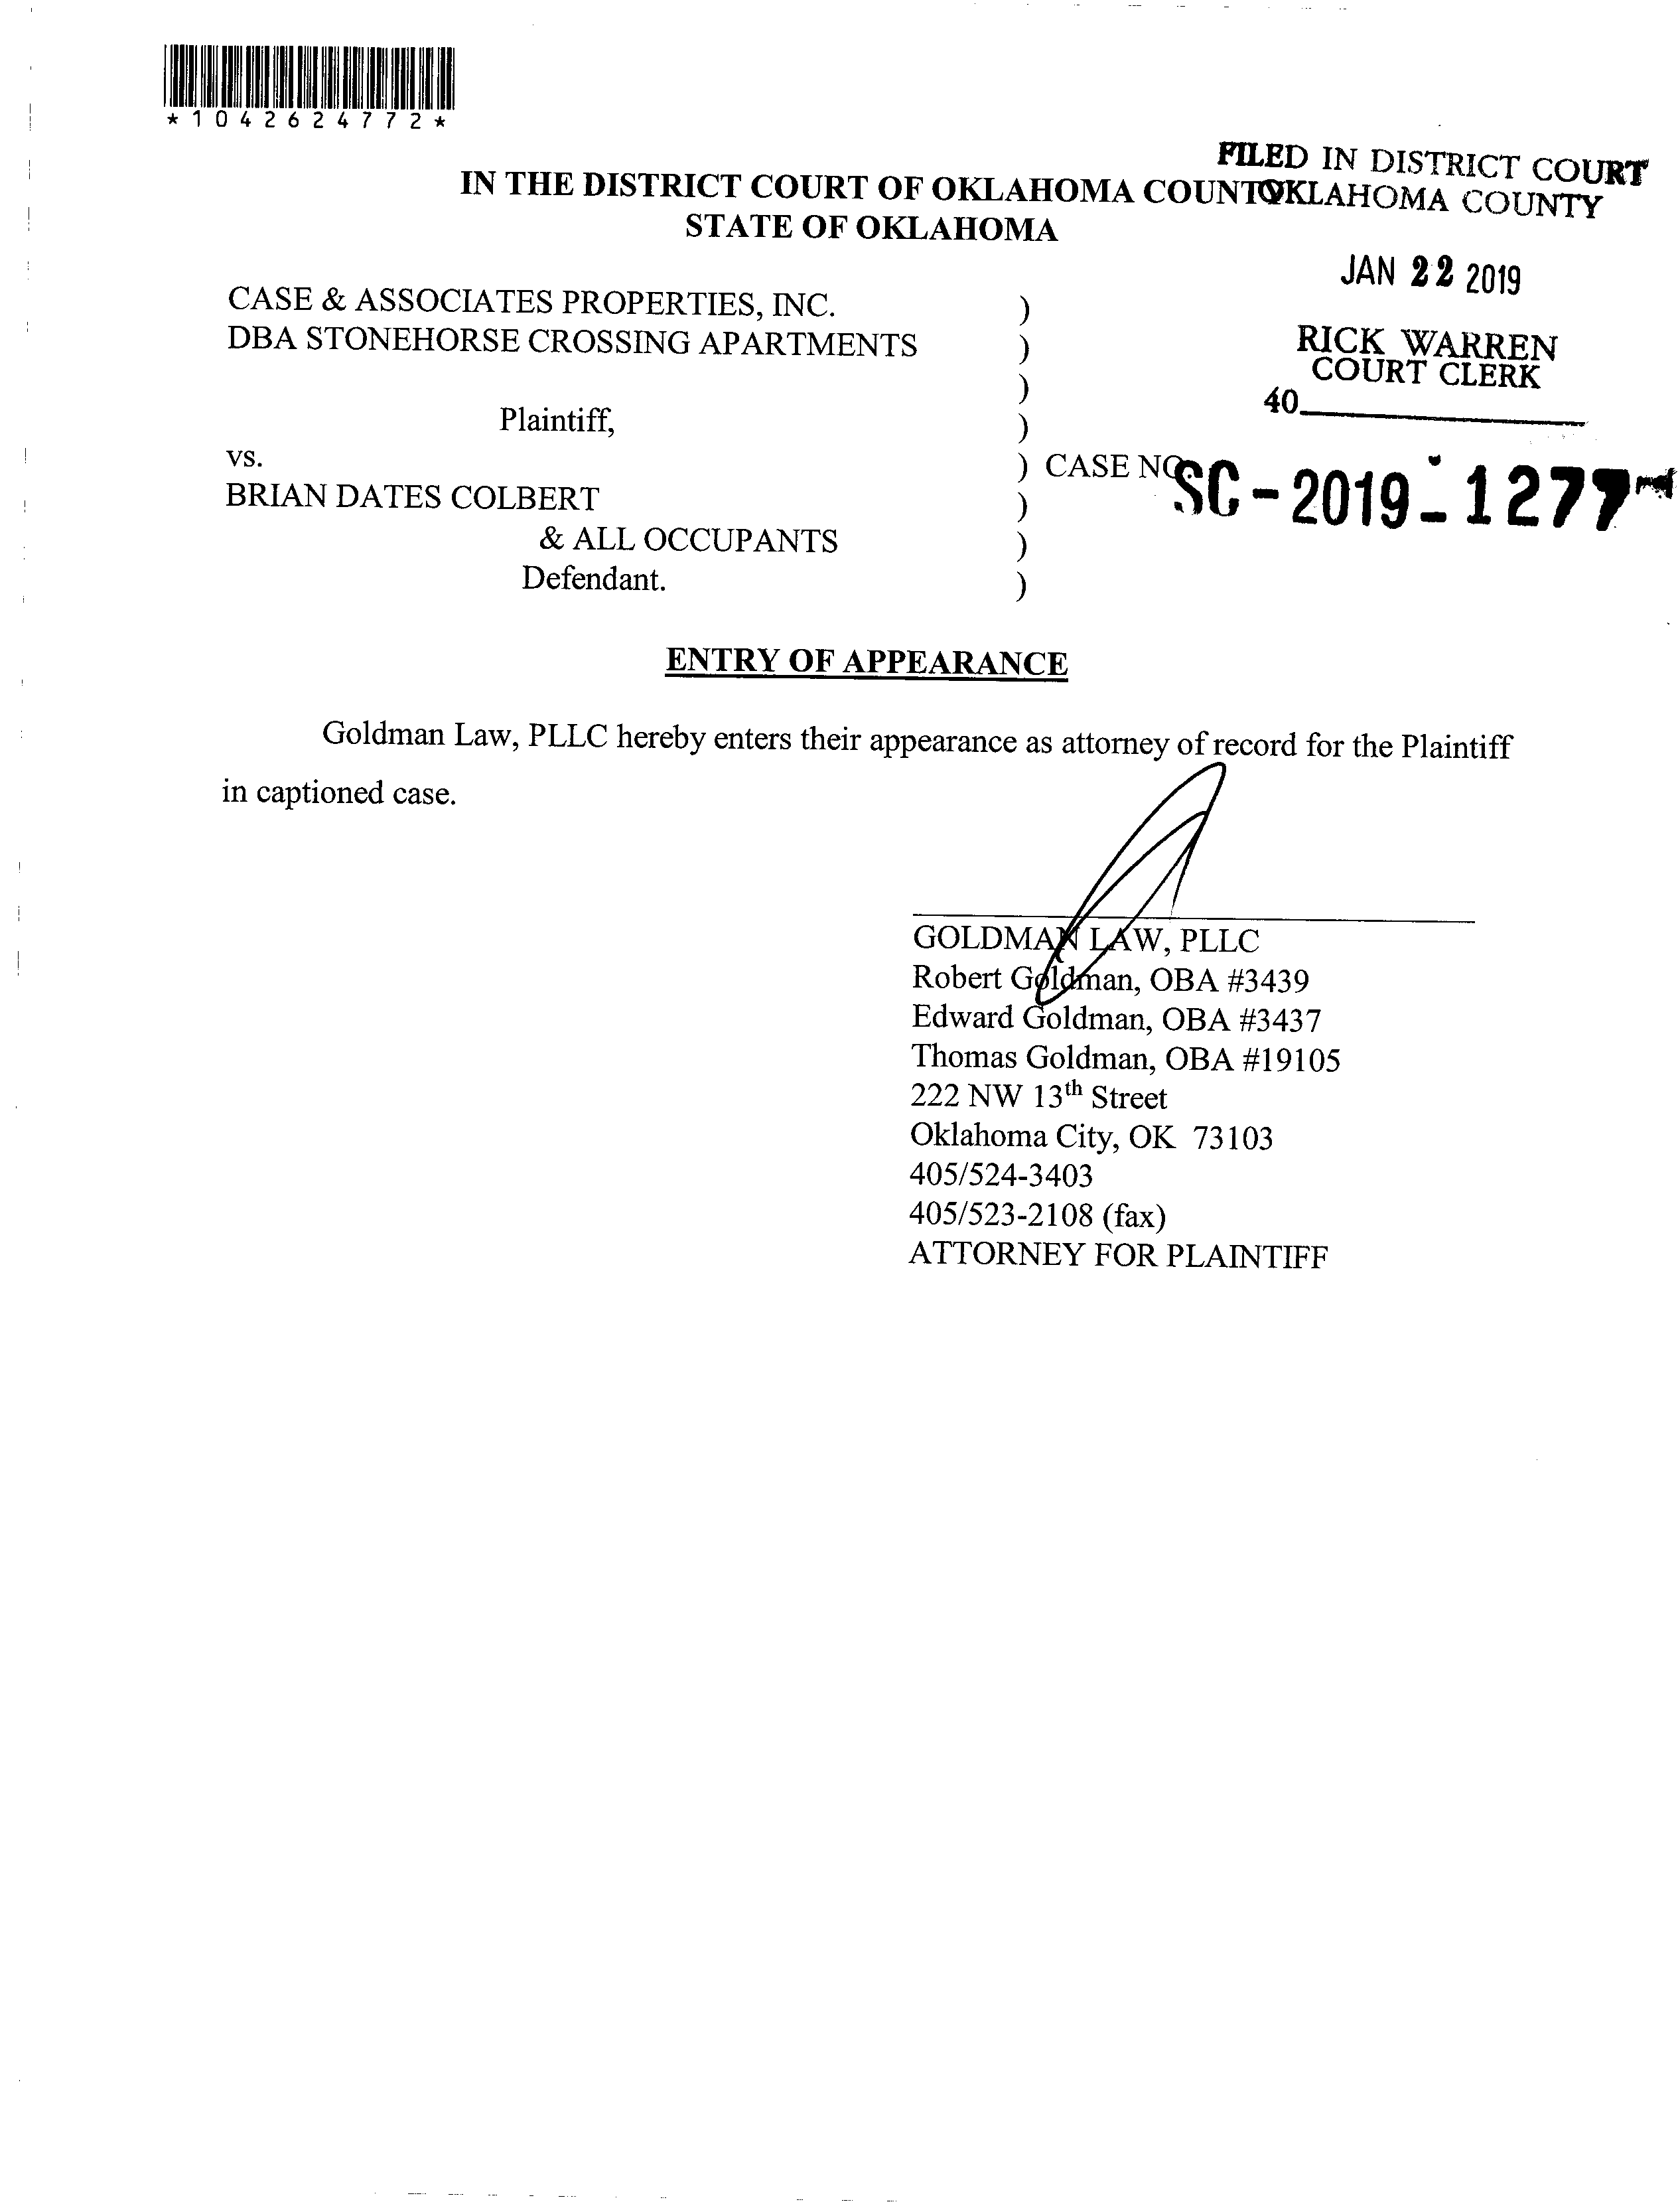 *1042624772*
FILED IN DISTRICT COURT
OKLAHOMA COUNTY
IN THE DISTRICT COURT OF OKLAHOMA COUNTY
STATE OF OKLAHOMA
JAN 22 2019
RICK WARREN
COURT CLERK
40
CASE & ASSOCIATES PROPERTIES, INC. )
DBA STONEHORSE CROSSING APARTMENTS )
)
Plaintiff, )
vs. ) CASE NO. SC-2019-1277
BRIAN DATES COLBERT )
& ALL OCCUPANTS )
Defendant. )
ENTRY OF APPEARANCE
Goldman Law, PLLC hereby enters their appearance as attorney of record for the Plaintiff
in captioned case.
GOLDMAN LAW, PLLC
Robert Goldman, OBA #3439
Edward Goldman, OBA #3437
Thomas Goldman, OBA #19105
222 NW 13th Street
Oklahoma City, OK 73103
405/524-3403
405/523-2108 (fax)
ATTORNEY FOR PLAINTIFF